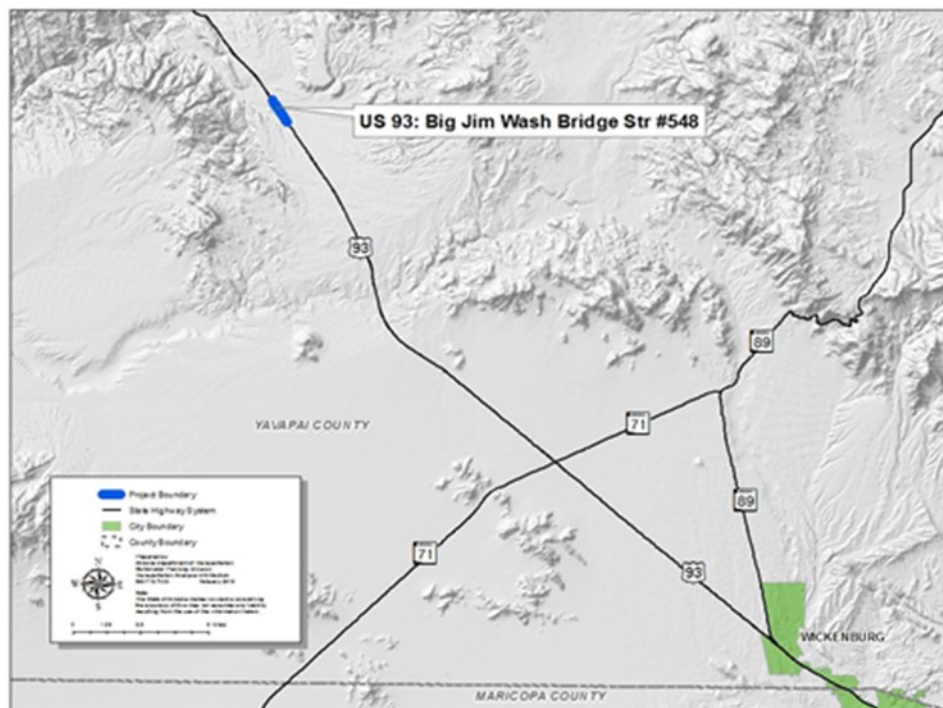 US 93: Big Jim Wash Bridge Str #548
93
89
71
YAVAPAI COUNTY
89
71
93
Project Boundary
State Highway System
City Boundary
County Boundary
N
W E
S
WICKENBURG
MARICOPA COUNTY